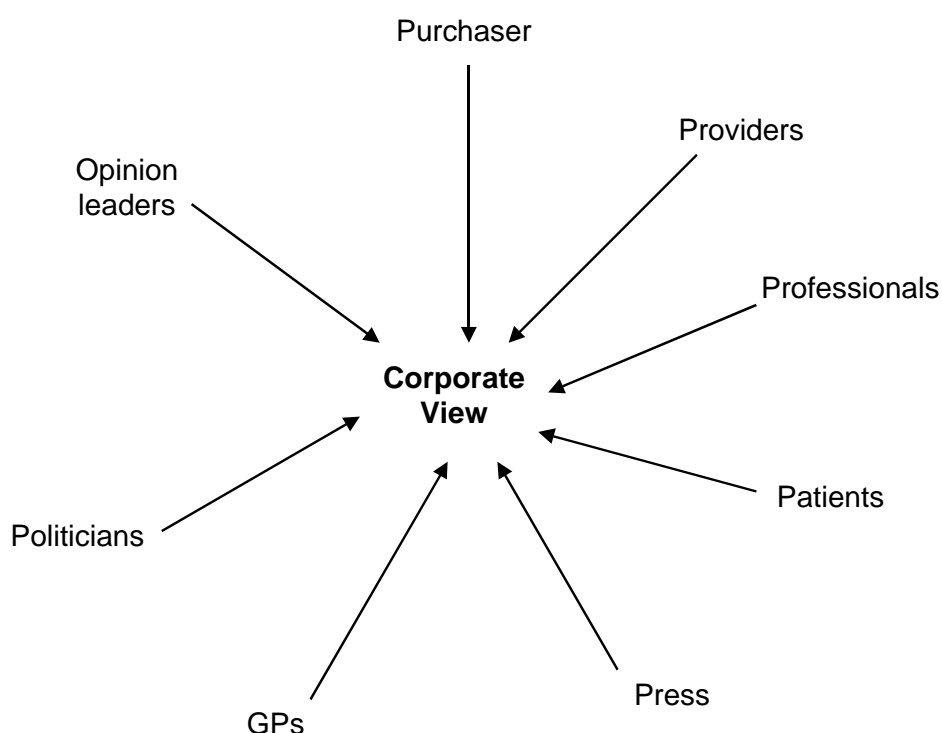 Purchaser
Providers
Opinion
leaders
Professionals
Corporate
View
Patients
Politicians
Press
GPs